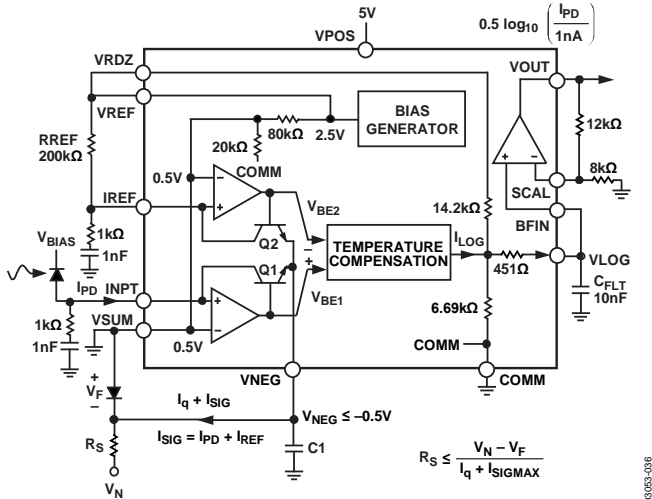 5V
VPOS
0.5 log10 (IPD / 1nA)
VRDZ
VOUT
VREF
80kΩ
2.5V
BIAS
GENERATOR
RREF
200kΩ
20kΩ
COMM
12kΩ
8kΩ
0.5V
–
+
+
–
SCAL
IREF
BFIN
VBE2
14.2kΩ
1kΩ
1nF
Q2
VBIAS
TEMPERATURE
COMPENSATION
–
+
ILOG
451Ω
VLOG
Q1
IPD
INPT
VBE1
CFLT
10nF
1kΩ
1nF
VSUM
+
–
0.5V
6.69kΩ
COMM
COMM
VNEG
+
VF
–
Iq + ISIG
VNEG ≤ –0.5V
ISIG = IPD + IREF
C1
RS
VN
RS ≤ VN – VF / Iq + ISIGMAX
03053-036